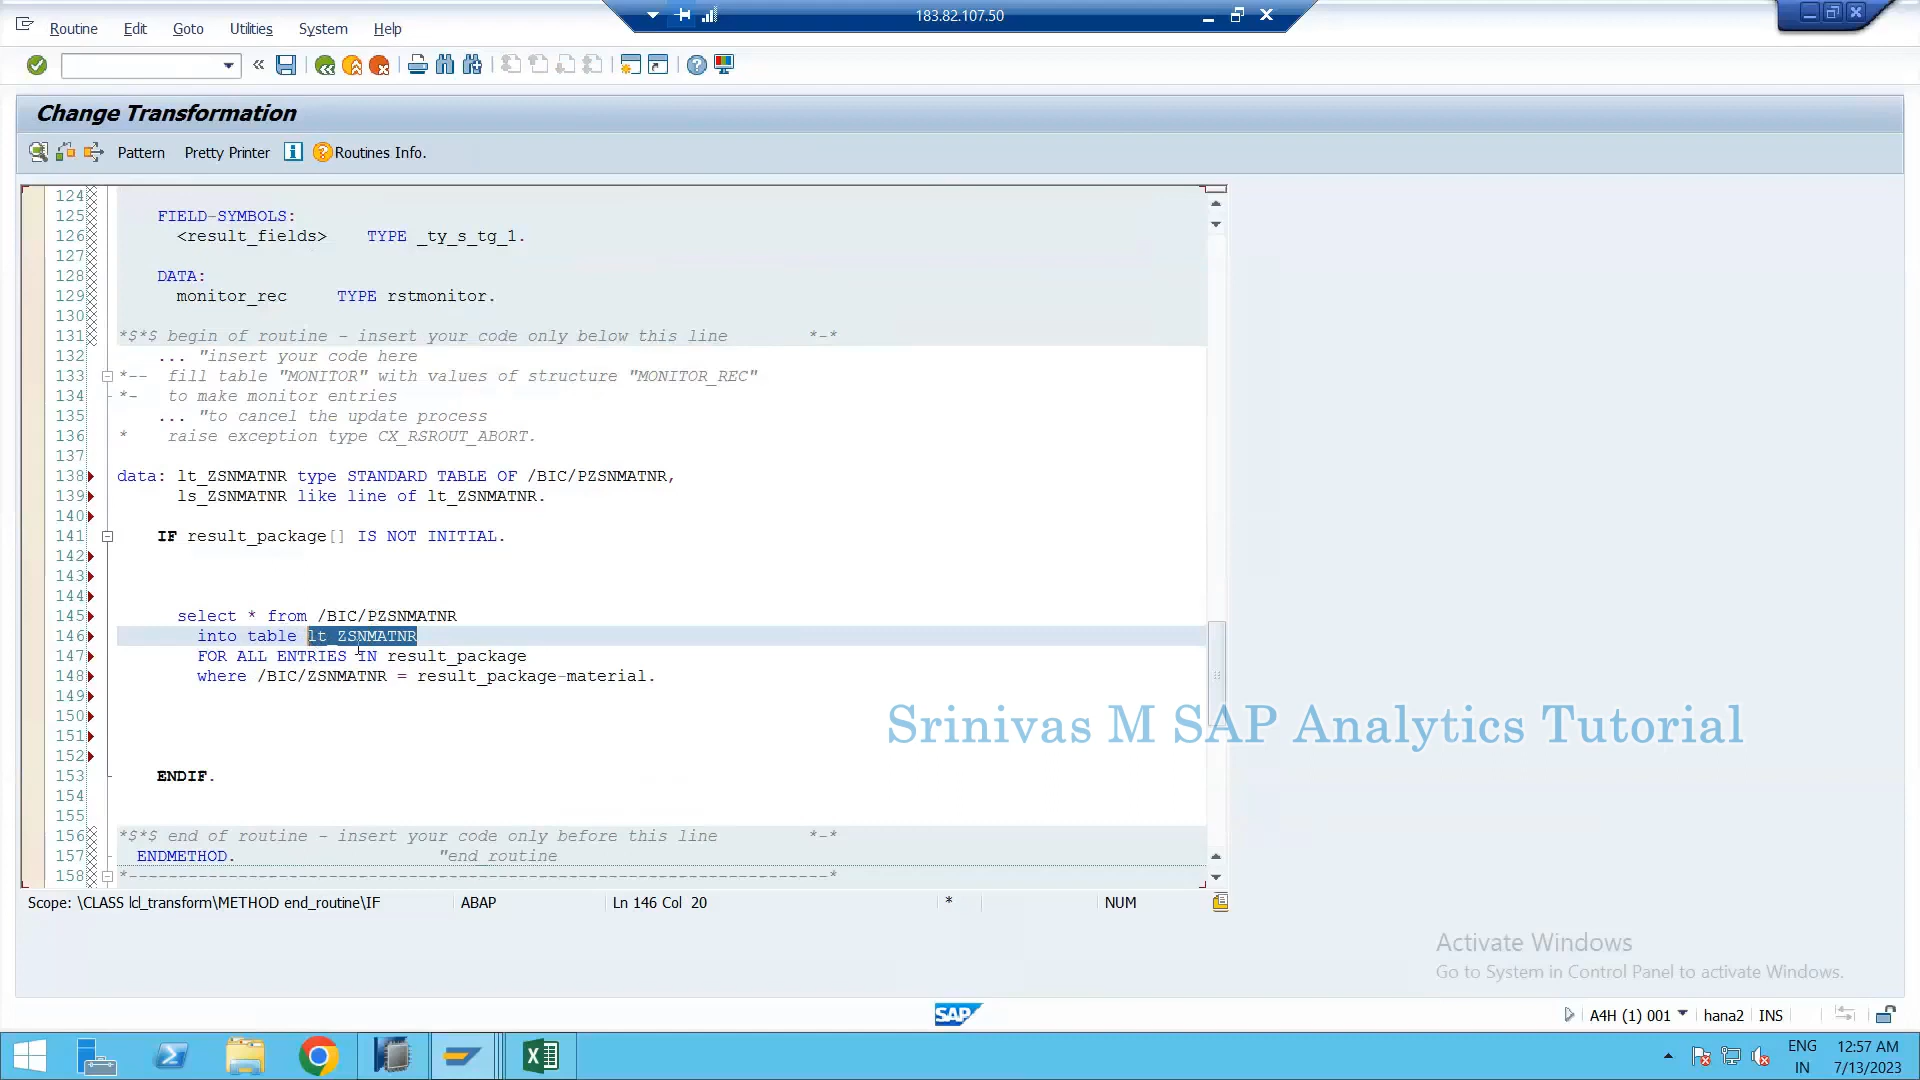 183.82.107.50
Routine Edit Goto Utilities System Help
Change Transformation
Pattern Pretty Printer Routines Info.
124
125 FIELD-SYMBOLS:
126 <result_fields> TYPE _ty_s_tg_1.
127
128 DATA:
129 monitor_rec TYPE rstmonitor.
130
131 *$*$ begin of routine - insert your code only below this line *-*
132 ... "insert your code here
133 *-- fill table "MONITOR" with values of structure "MONITOR_REC"
134 *- to make monitor entries
135 ... "to cancel the update process
136 * raise exception type CX_RSROUT_ABORT.
137
138 data: lt_ZSNMATNR type STANDARD TABLE OF /BIC/PZSNMATNR,
139 ls_ZSNMATNR like line of lt_ZSNMATNR.
140
141 IF result_package[] IS NOT INITIAL.
142
143
144
145 select * from /BIC/PZSNMATNR
146 into table lt_ZSNMATNR
147 FOR ALL ENTRIES IN result_package
148 where /BIC/ZSNMATNR = result_package-material.
149
150
Srinivas M SAP Analytics Tutorial
151
152
153 ENDIF.
154
155
156 *$*$ end of routine - insert your code only before this line *-*
157 ENDMETHOD. "end_routine
158 *----------------------------------------------------------------------*
Scope: \CLASS lcl_transform\METHOD end_routine\IF ABAP Ln 146 Col 20 * NUM
Activate Windows
Go to System in Control Panel to activate Windows.
SAP A4H (1) 001 hana2 INS
ENG 12:57 AM
IN 7/13/2023